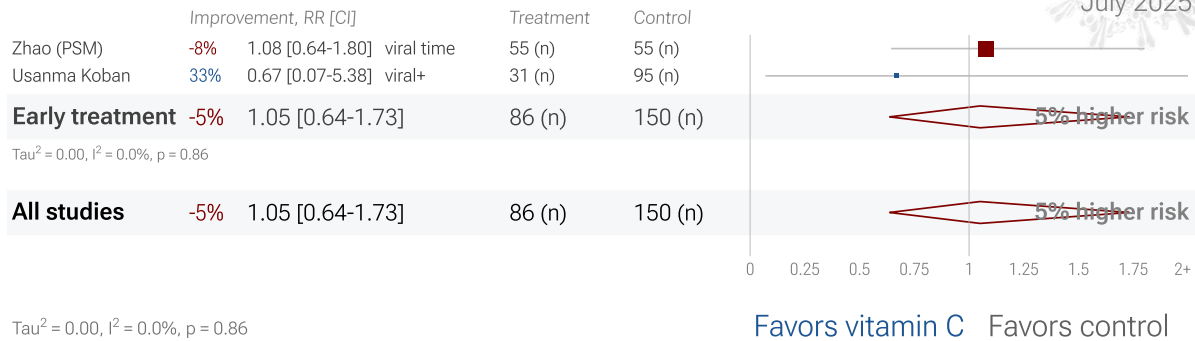 July 2025
Improvement, RR [CI] Treatment Control
Zhao (PSM) -8% 1.08 [0.64-1.80] viral time 55 (n) 55 (n)
Usanma Koban 33% 0.67 [0.07-5.38] viral+ 31 (n) 95 (n)
Early treatment -5% 1.05 [0.64-1.73] 86 (n) 150 (n) 5% higher risk
Tau² = 0.00, I² = 0.0%, p = 0.86
All studies -5% 1.05 [0.64-1.73] 86 (n) 150 (n) 5% higher risk
0 0.25 0.5 0.75 1 1.25 1.5 1.75 2+
Tau² = 0.00, I² = 0.0%, p = 0.86 Favors vitamin C Favors control